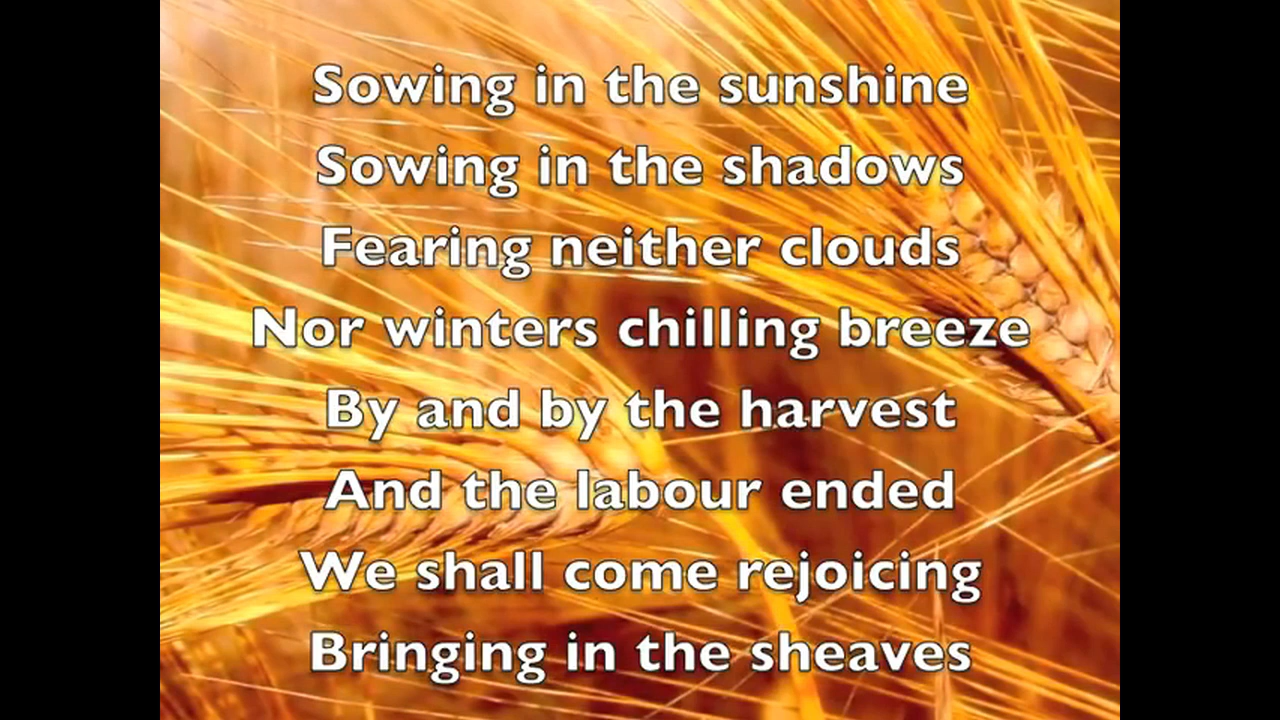 Sowing in the sunshine
Sowing in the shadows
Fearing neither clouds
Nor winters chilling breeze
By and by the harvest
And the labour ended
We shall come rejoicing
Bringing in the sheaves